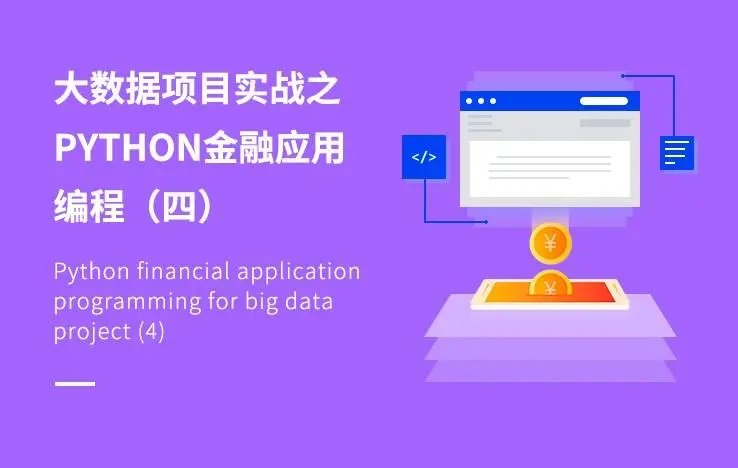 大数据项目实战之
PYTHON金融应用
编程（四）
Python financial application
programming for big data
project (4)
</>
¥
¥